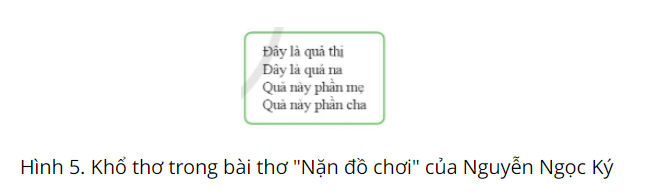 Đây là quả thị
Đây là quả na
Quả này phần mẹ
Quả này phần cha
Hình 5. Khổ thơ trong bài thơ "Nặn đồ chơi" của Nguyễn Ngọc Ký